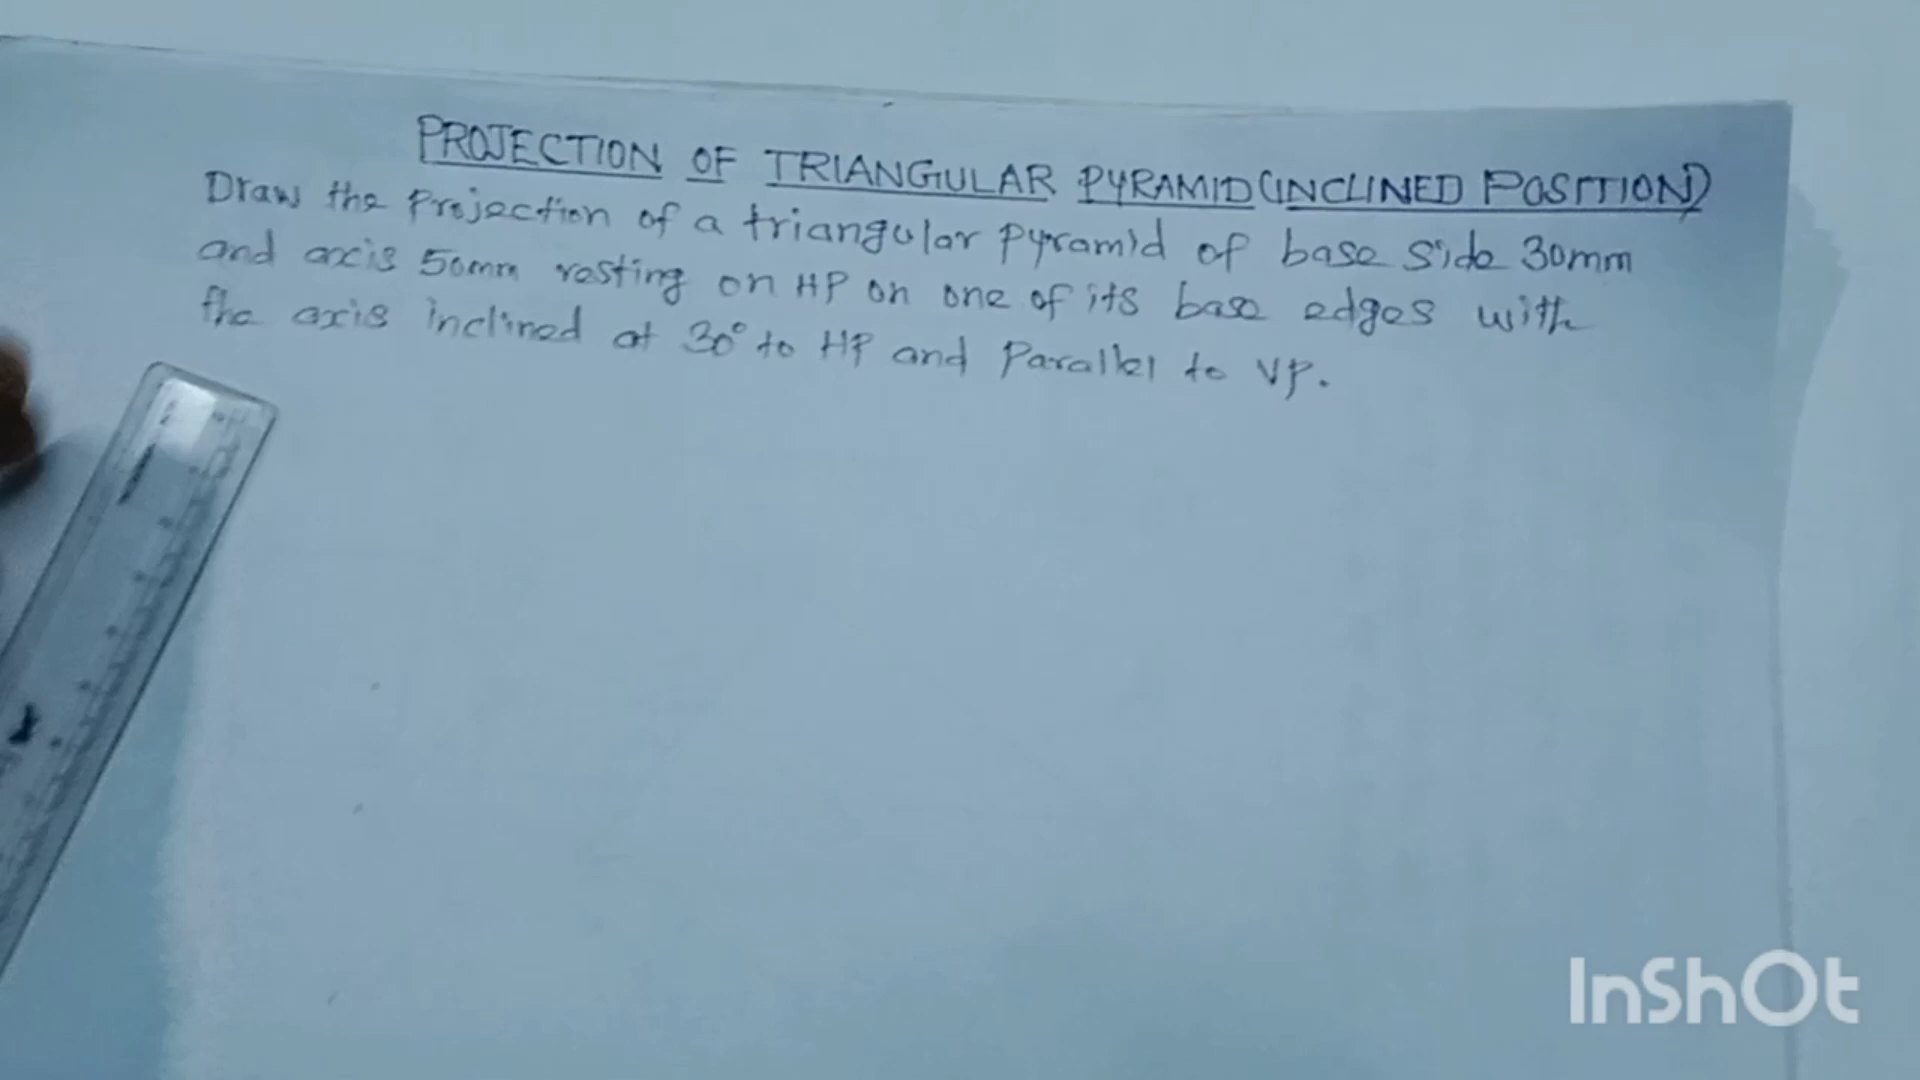 PROJECTION OF TRIANGULAR PYRAMID (INCLINED POSITION)
Draw the Projection of a triangular pyramid of base side 30mm
and axis 50mm resting on HP on one of its base edges with
the axis inclined at 30° to HP and Parallel to VP.
InShOt